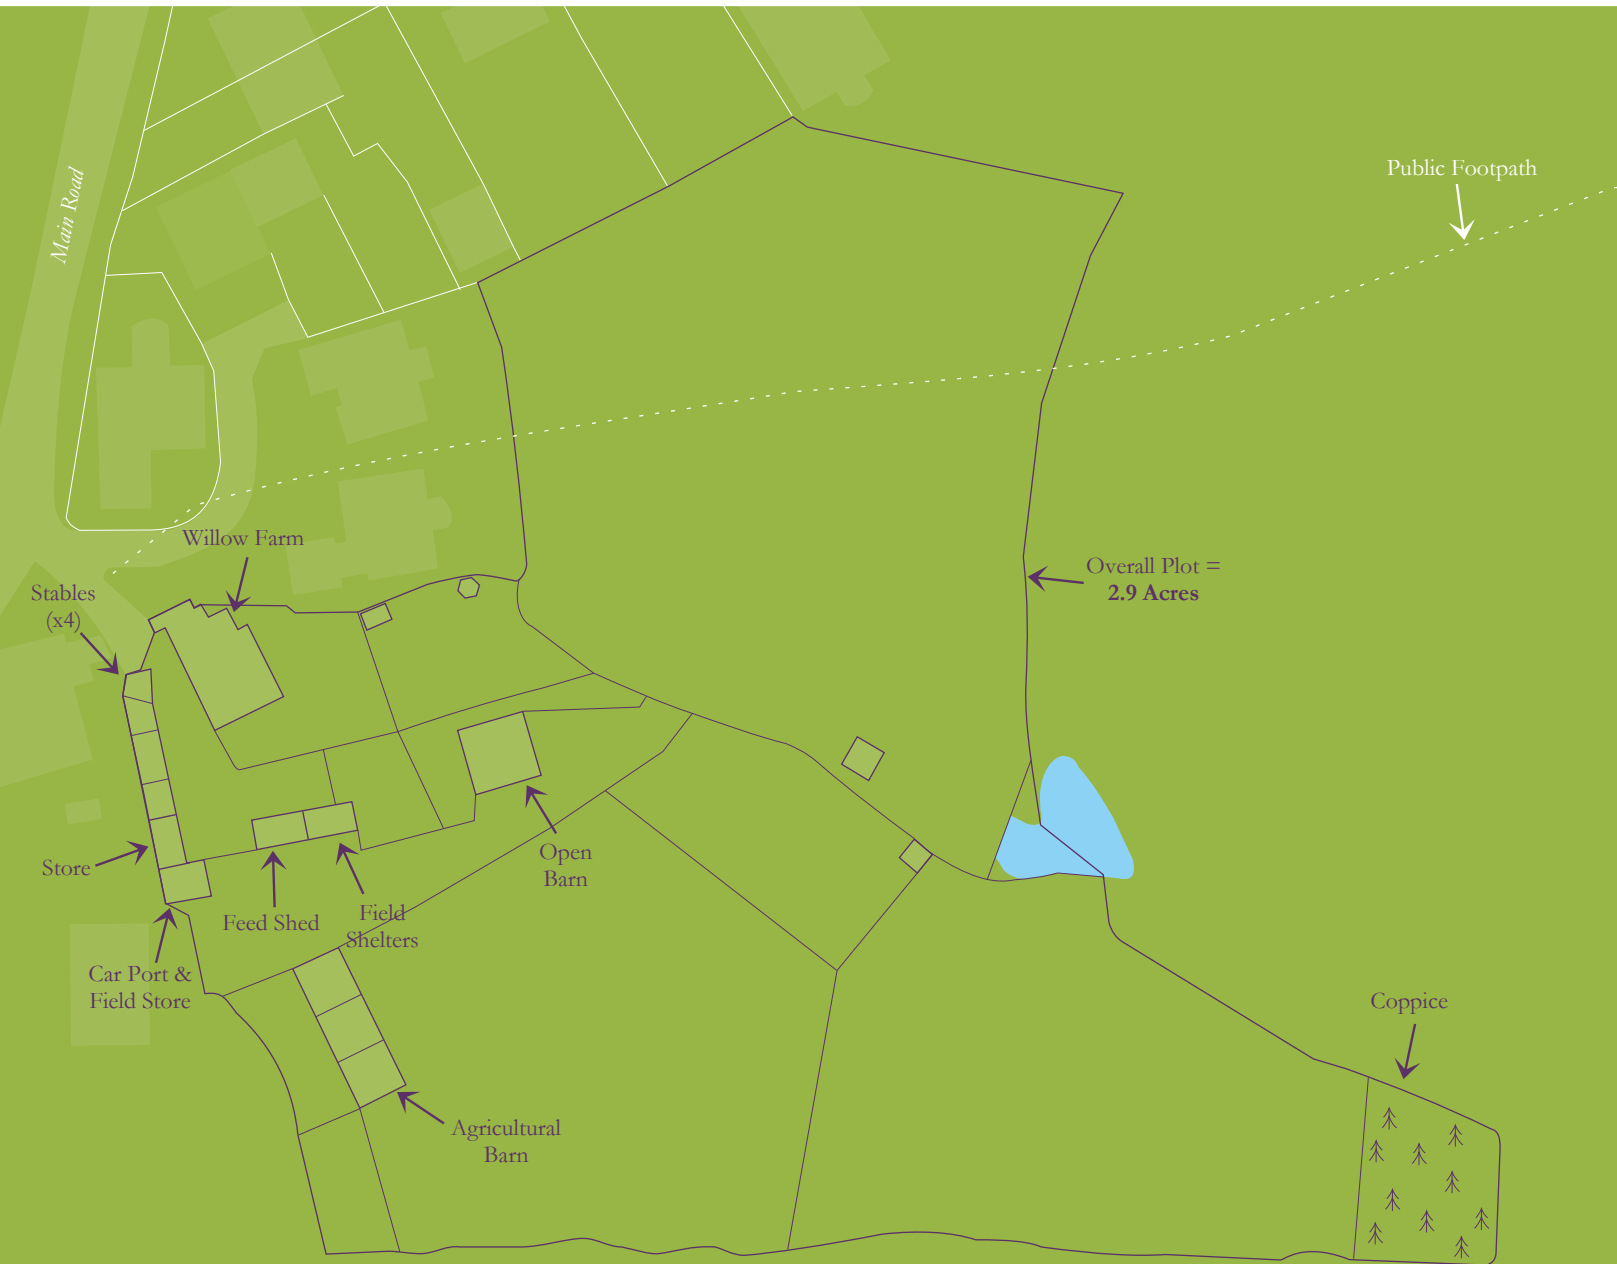 Public Footpath
Main Road
Willow Farm
Overall Plot =
2.9 Acres
Stables
(x4)
Open
Barn
Store
Feed Shed
Field
Shelters
Car Port &
Field Store
Coppice
Agricultural
Barn